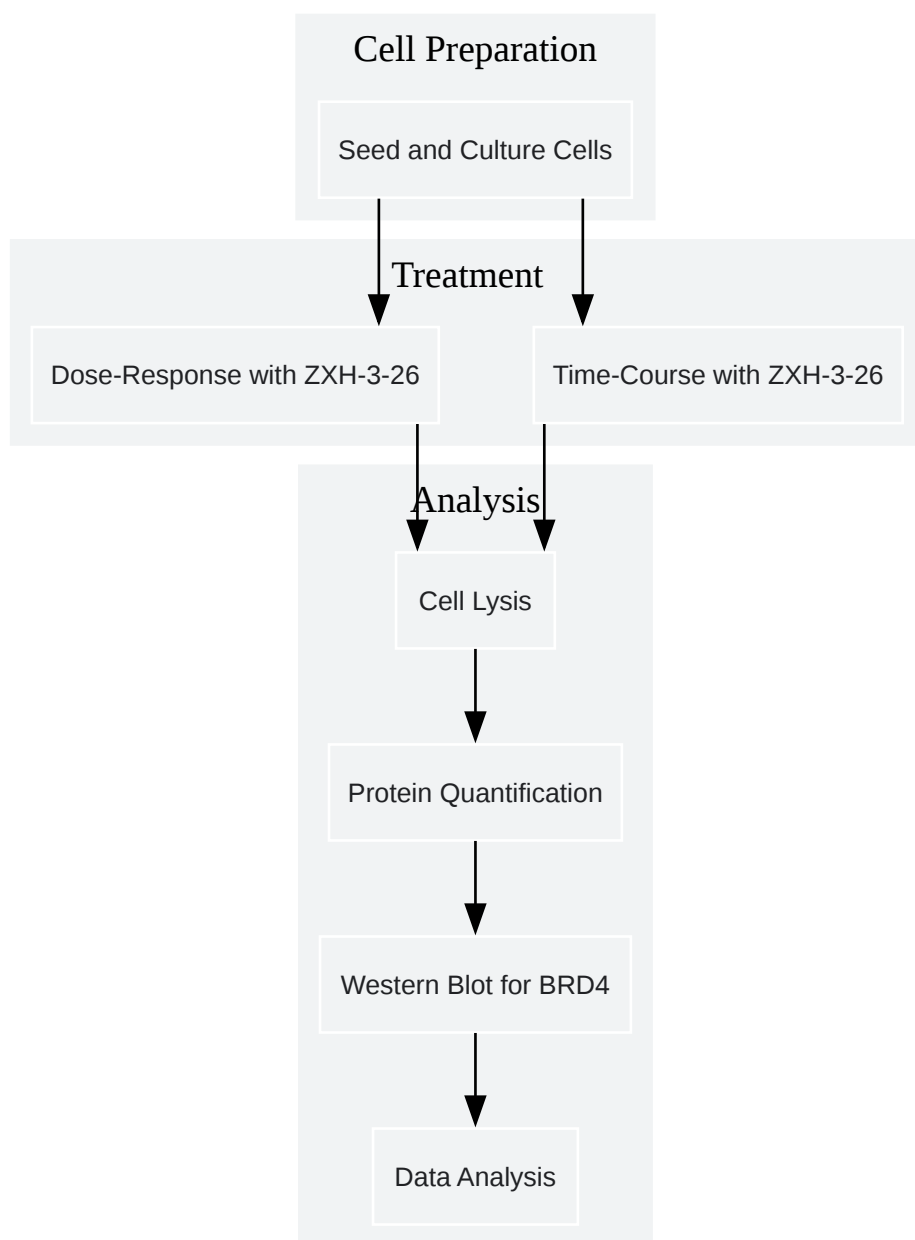 Cell Preparation
Seed and Culture Cells
Treatment
Dose-Response with ZXH-3-26
Time-Course with ZXH-3-26
Analysis
Cell Lysis
Protein Quantification
Western Blot for BRD4
Data Analysis